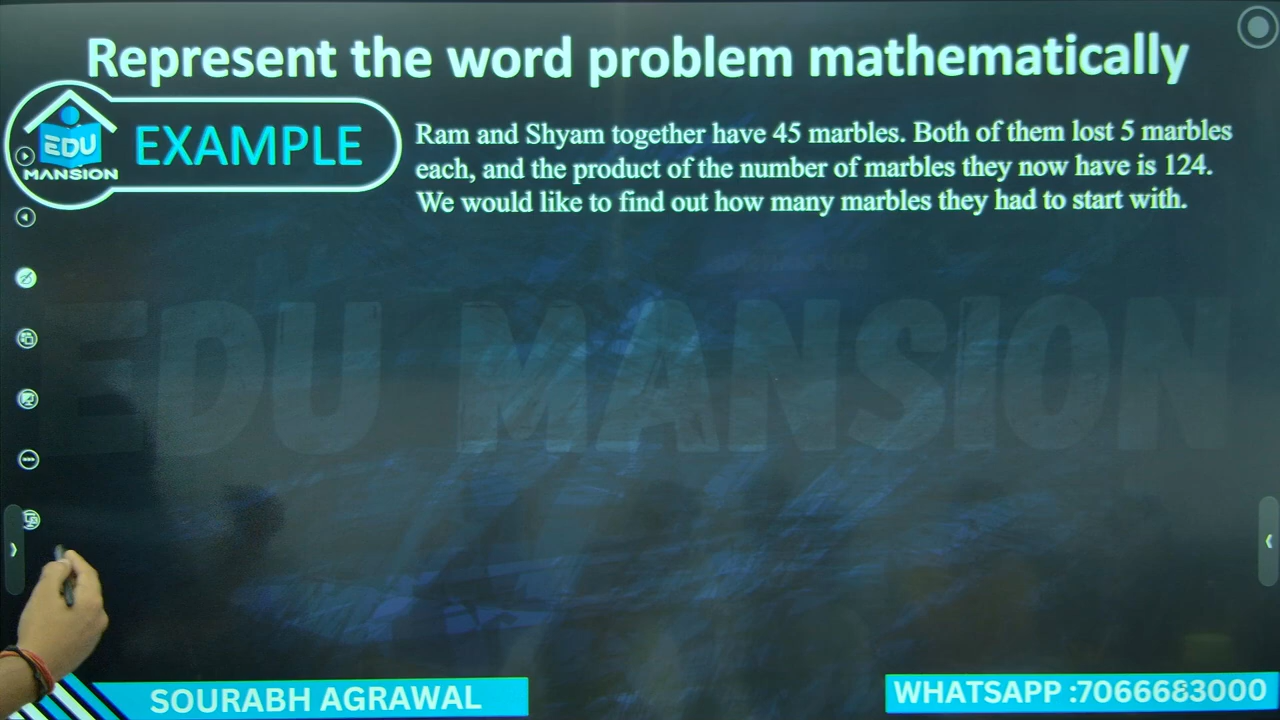 Represent the word problem mathematically
EDU
MANSION
EXAMPLE
Ram and Shyam together have 45 marbles. Both of them lost 5 marbles
each, and the product of the number of marbles they now have is 124.
We would like to find out how many marbles they had to start with.
EDU MANSION
SOURABH AGRAWAL
WHATSAPP :7066683000